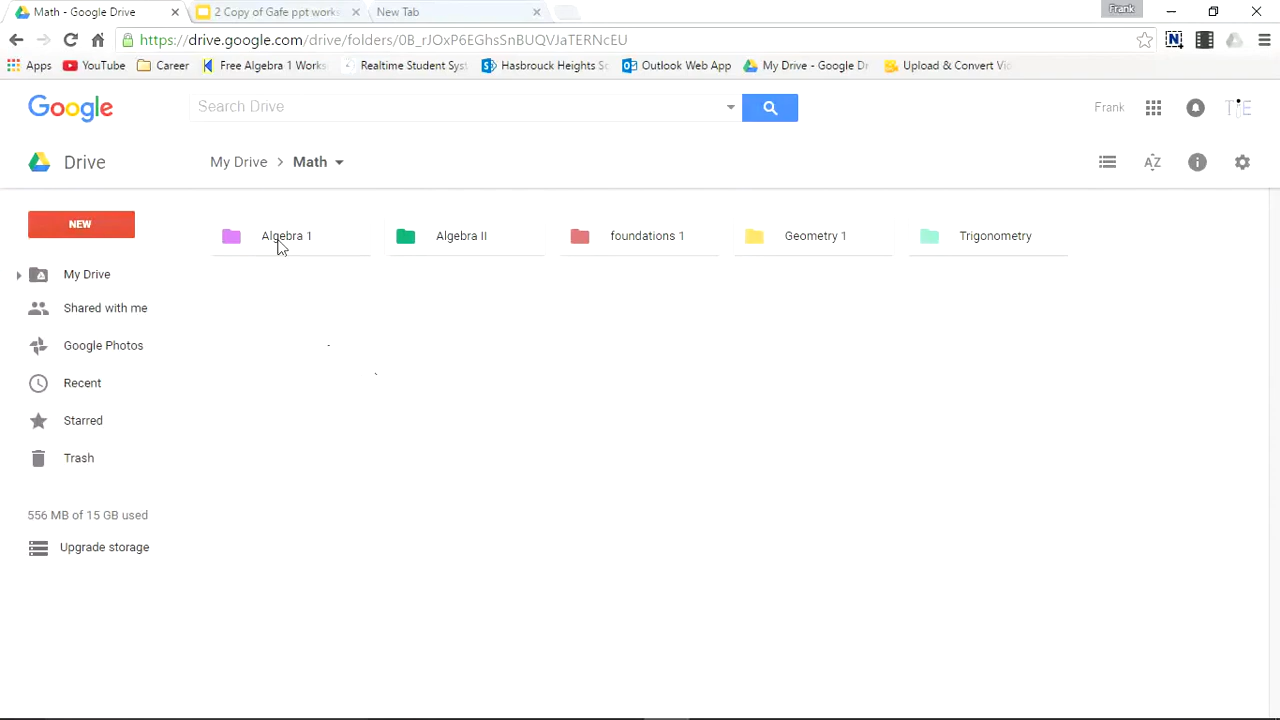 Math - Google Drive
2 Copy of Gafe ppt works
New Tab
Frank
https://drive.google.com/drive/folders/0B_rJOxP6EGhsSnBUQVJaTERNcEU
Apps
YouTube
Career
Free Algebra 1 Works
Realtime Student Syst
Hasbrouck Heights Sc
Outlook Web App
My Drive - Google Dr
Upload & Convert Vid
Google
Search Drive
Frank
Drive
My Drive > Math
AZ
NEW
Algebra 1
Algebra II
foundations 1
Geometry 1
Trigonometry
My Drive
Shared with me
Google Photos
Recent
Starred
Trash
556 MB of 15 GB used
Upgrade storage